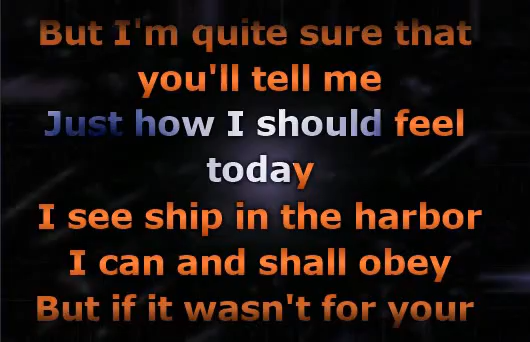 But I'm quite sure that
you'll tell me
Just how I should feel
today
I see ship in the harbor
I can and shall obey
But if it wasn't for your